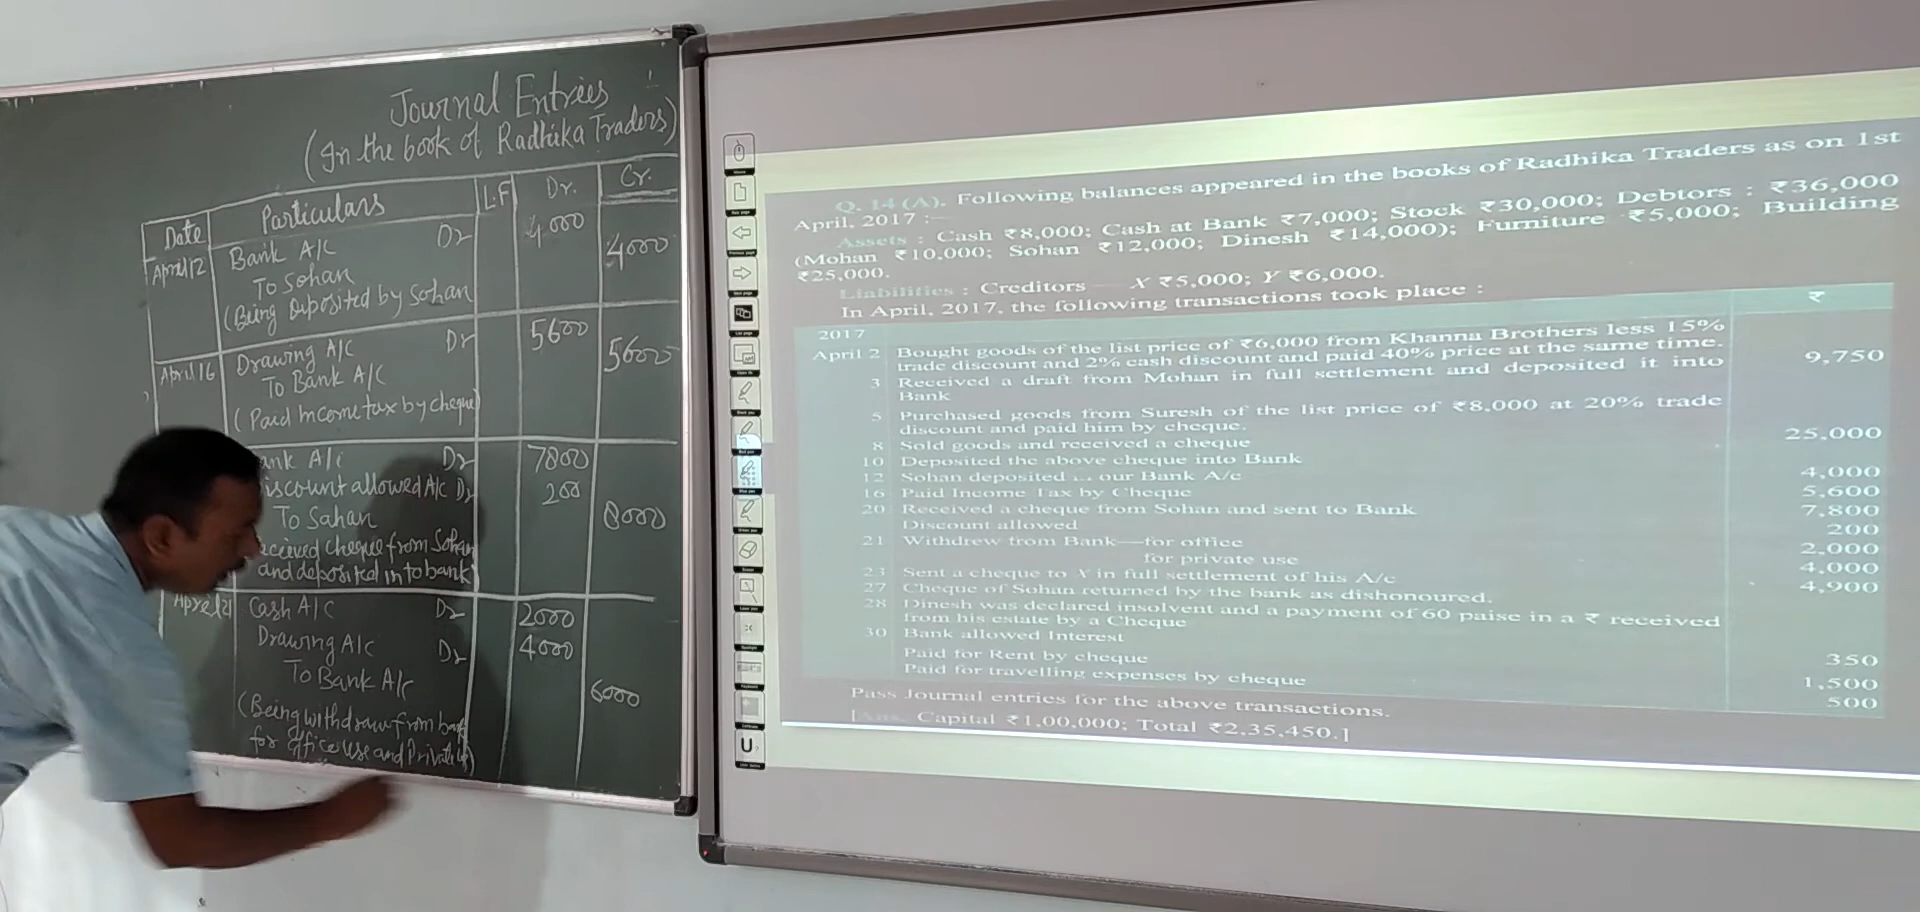 Journal Entries
(In the book of Radhika Traders)
Date Particulars L.F Dr. Cr.
April 12 Bank A/C Dr 4000
To Sohan 4000
(Being Deposited by Sohan
April 16 Drawing A/C Dr 5600
To Bank A/C 5600
(Paid Income tax by cheque)
ank A/C Dr 7800
iscount allowed A/C Dr 200
To Sahan 8000
eceived cheque from Sohan
and deposited in to bank)
April 21 Cash A/C Dr 2000
Drawing A/C Dr 4000
To Bank A/C 6000
(Being withdraw from bank
for office use and Private
Q. 14 (A). Following balances appeared in the books of Radhika Traders as on 1st
April, 2017 :—
Assets : Cash ₹8,000; Cash at Bank ₹7,000; Stock ₹30,000; Debtors : ₹36,000
(Mohan ₹10,000; Sohan ₹12,000; Dinesh ₹14,000); Furniture ₹5,000; Building
₹25,000.
Liabilities : Creditors — X ₹5,000; Y ₹6,000.
In April, 2017, the following transactions took place :
2017 ₹
April 2 Bought goods of the list price of ₹6,000 from Khanna Brothers less 15%
trade discount and 2% cash discount and paid 40% price at the same time.
3 Received a draft from Mohan in full settlement and deposited it into 9,750
Bank
5 Purchased goods from Suresh of the list price of ₹8,000 at 20% trade
discount and paid him by cheque.
8 Sold goods and received a cheque 25,000
10 Deposited the above cheque into Bank
12 Sohan deposited our Bank A/c 4,000
16 Paid Income Tax by Cheque 5,600
20 Received a cheque from Sohan and sent to Bank 7,800
Discount allowed 200
21 Withdrew from Bank—for office 2,000
for private use 4,000
23 Sent a cheque to X in full settlement of his A/c 4,900
27 Cheque of Sohan returned by the bank as dishonoured.
28 Dinesh was declared insolvent and a payment of 60 paise in a ₹ received
from his estate by a Cheque
30 Bank allowed Interest 350
Paid for Rent by cheque 1,500
Paid for travelling expenses by cheque 500
Pass Journal entries for the above transactions.
[Ans. Capital ₹1,00,000; Total ₹2,35,450.]